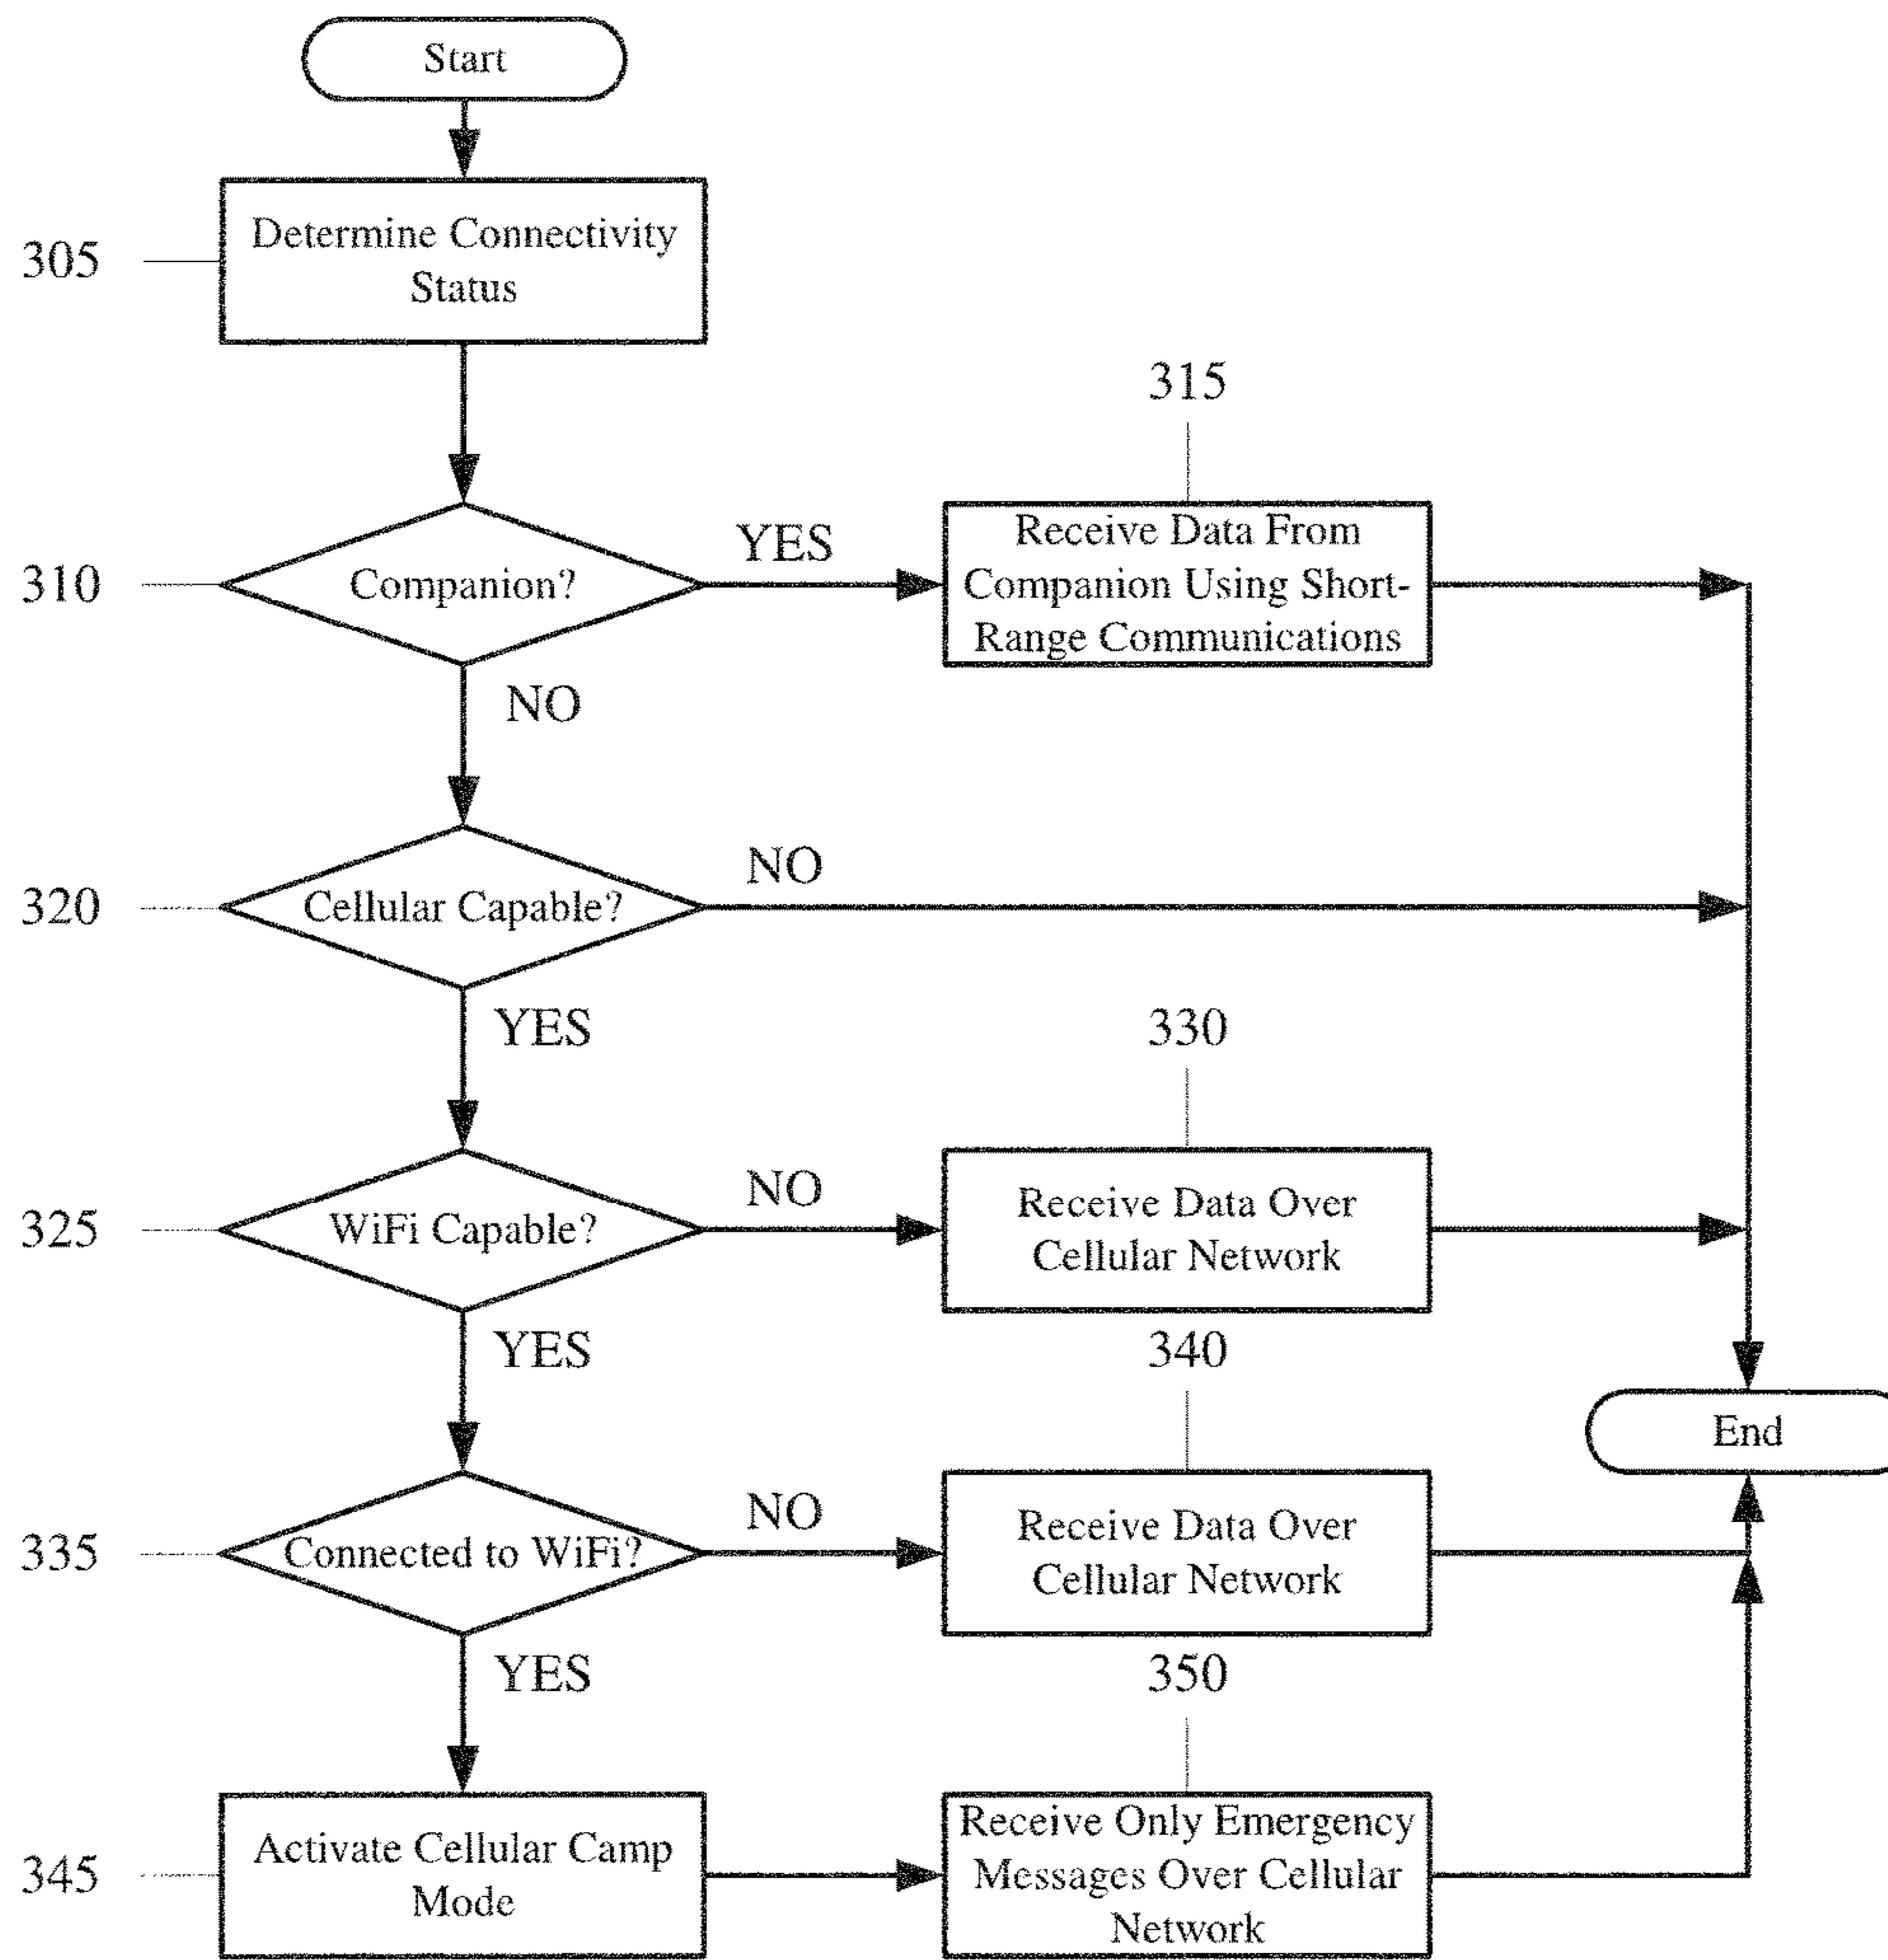 Start
305
Determine Connectivity
Status
315
310
Companion?
YES
Receive Data From
Companion Using Short-
Range Communications
NO
320
Cellular Capable?
NO
YES
330
325
WiFi Capable?
NO
Receive Data Over
Cellular Network
YES
340
End
335
Connected to WiFi?
NO
Receive Data Over
Cellular Network
YES
350
345
Activate Cellular Camp
Mode
Receive Only Emergency
Messages Over Cellular
Network